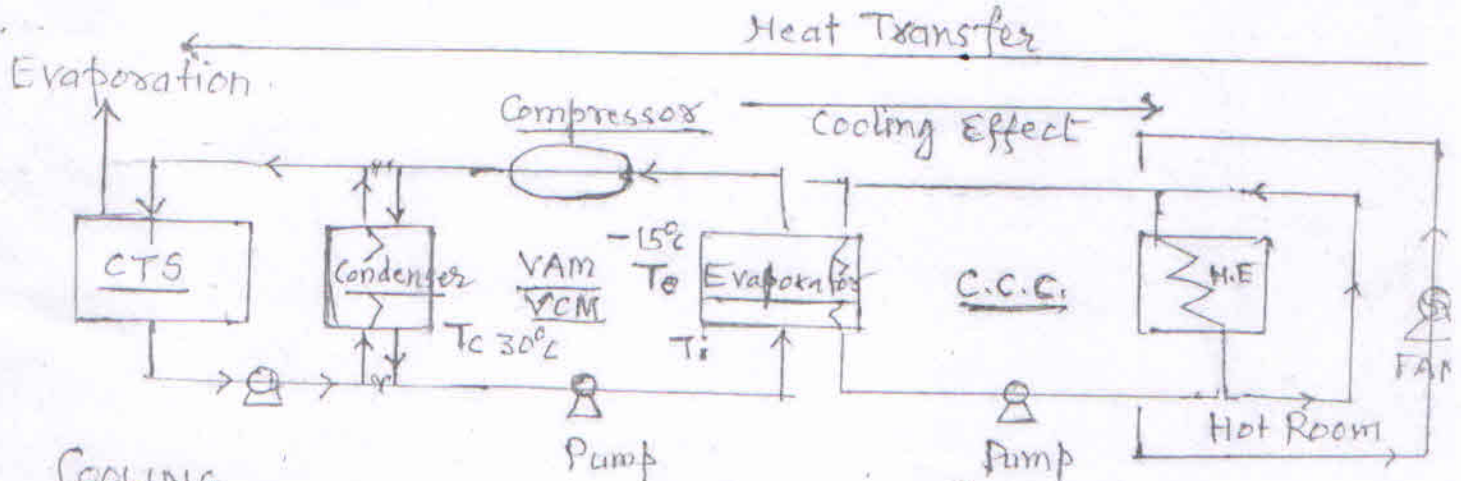 Heat Transfer
Evaporation
Compressor
Cooling Effect
CTS
Condenser
VAM
VCM
-15°C
Te
Evaporator
C.C.C.
H.E
Tc 30°C
Ti
FAN
Hot Room
Pump
Pump
COOLING